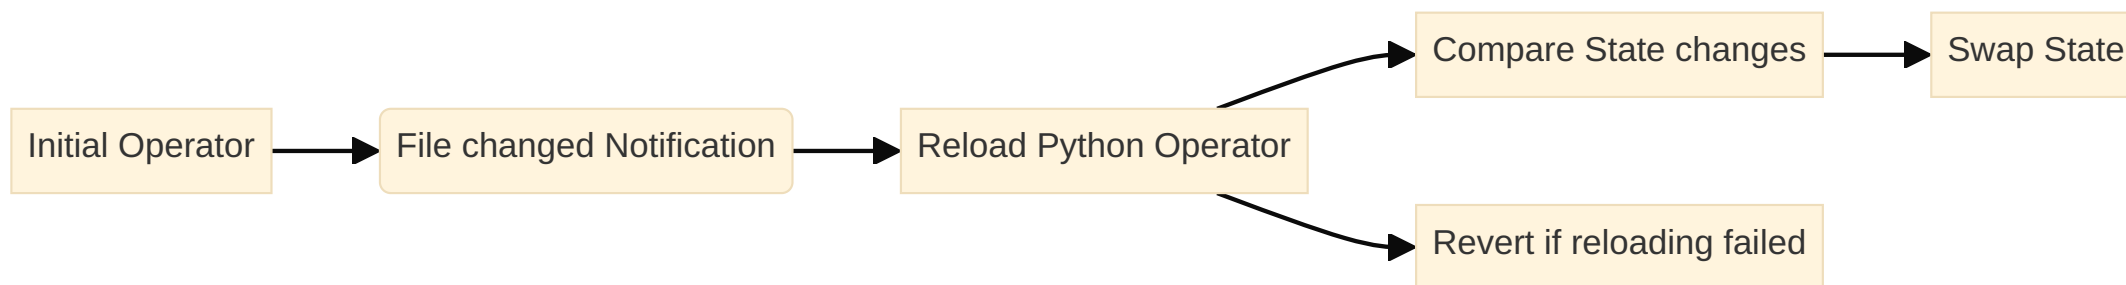 Initial Operator
File changed Notification
Reload Python Operator
Compare State changes
Swap State
Revert if reloading failed